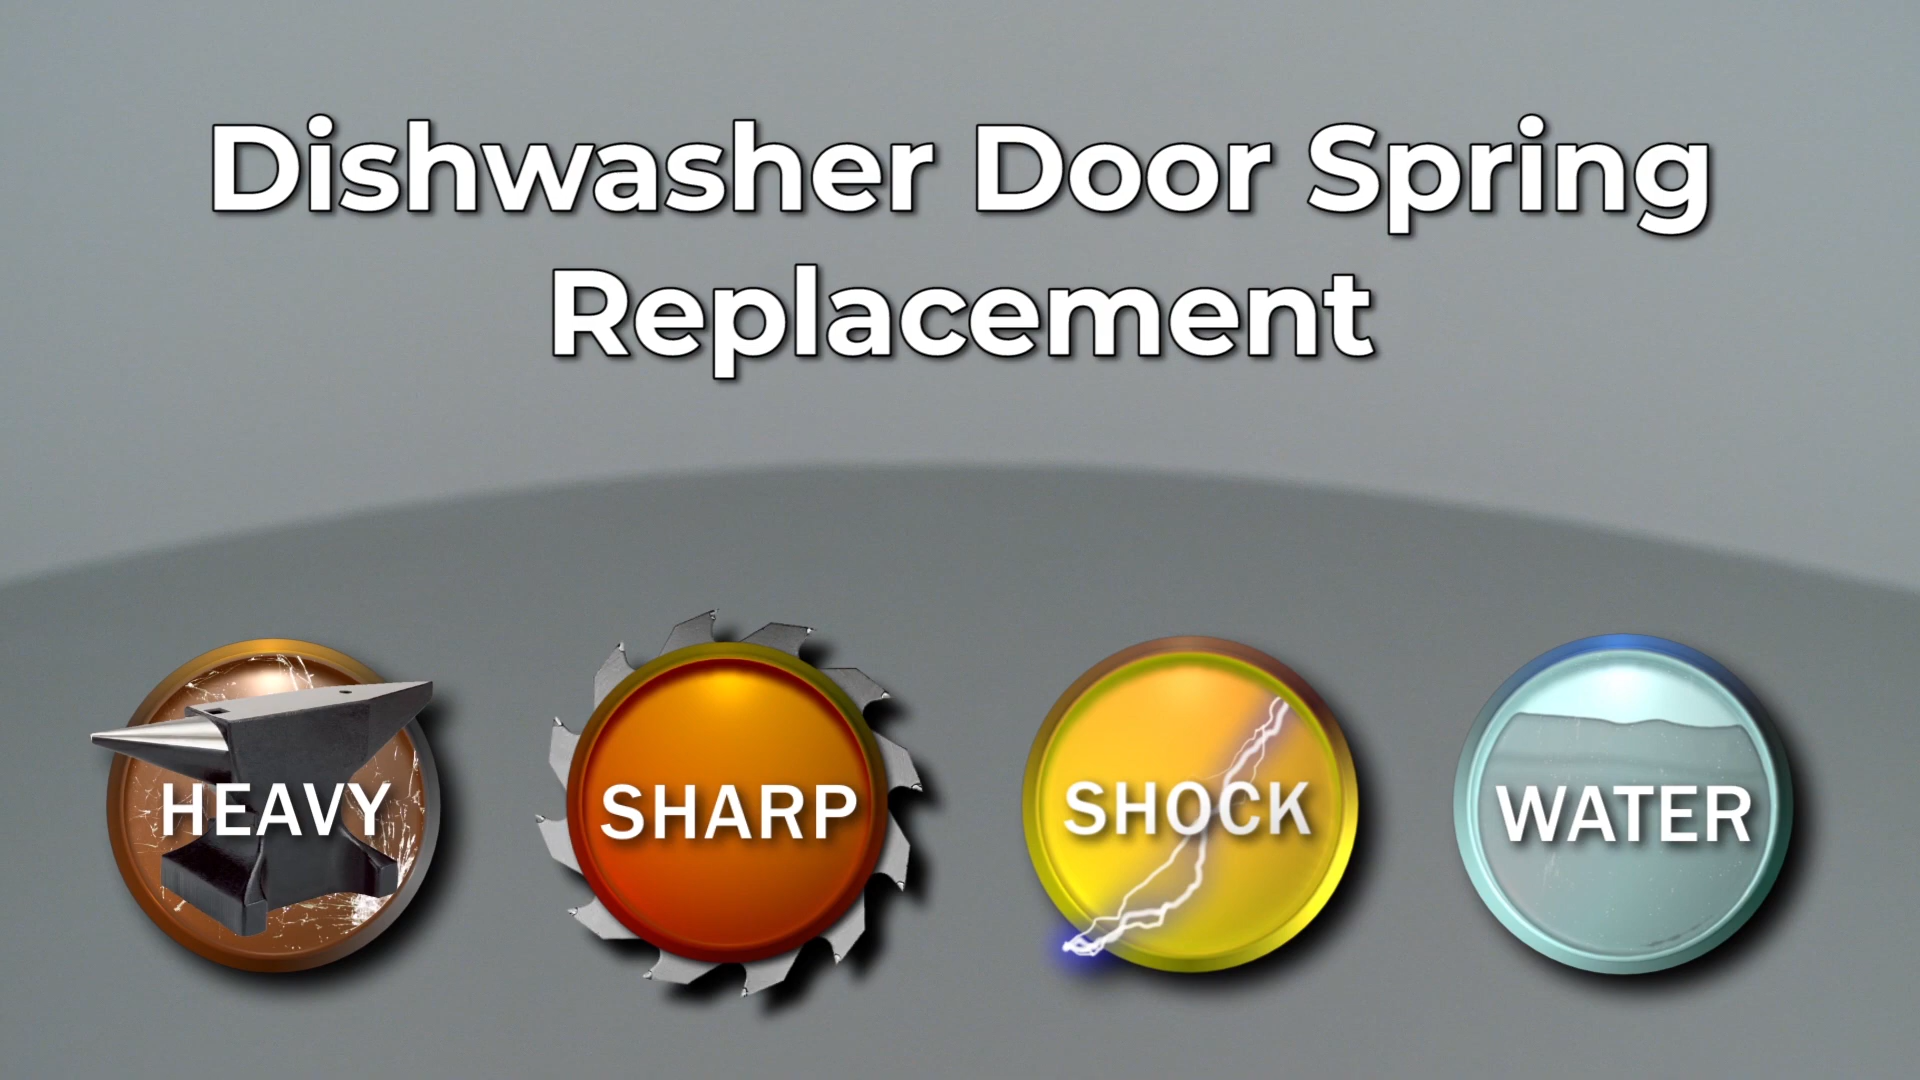 Dishwasher Door Spring
Replacement
HEAVY
SHARP
SHOCK
WATER